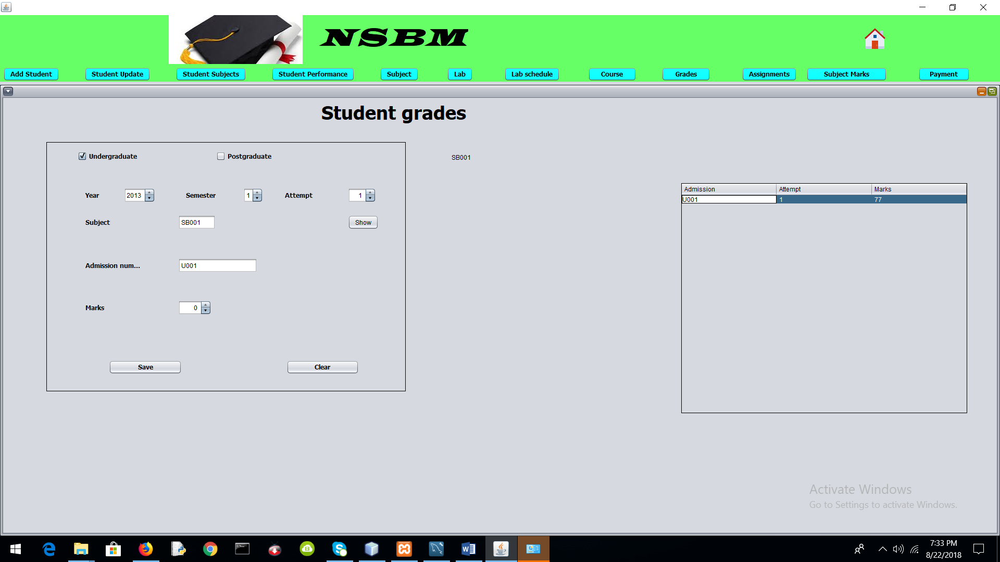 NSBM
Add Student Student Update Student Subjects Student Performance Subject Lab Lab schedule Course Grades Assignments Subject Marks Payment
Student grades
Undergraduate Postgraduate
SB001
Year 2013 Semester 1 Attempt 1
Subject SB001 Show
Admission num... U001
Marks 0
Save Clear
Admission Attempt Marks
U001 1 77
Activate Windows
Go to Settings to activate Windows.
7:33 PM
8/22/2018